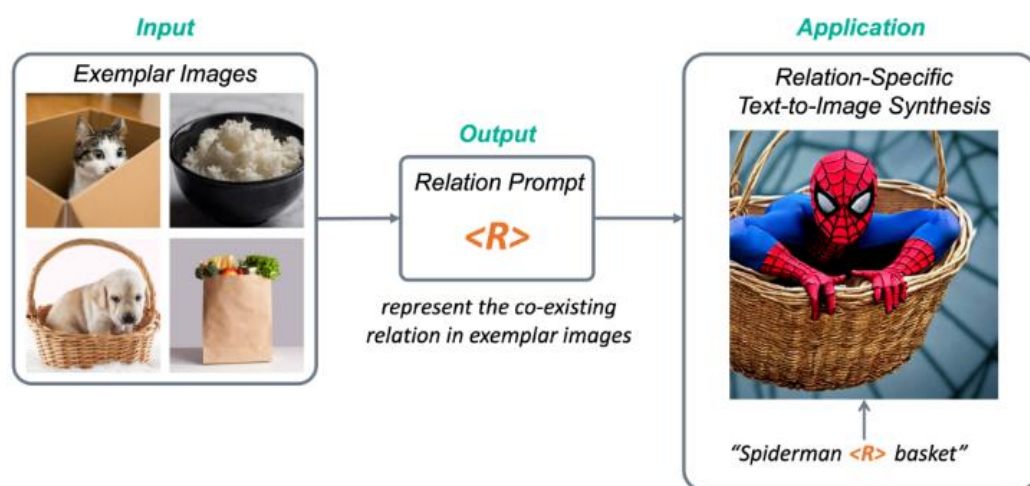 Input
Exemplar Images
Output
Relation Prompt
<R>
represent the co-existing
relation in exemplar images
Application
Relation-Specific
Text-to-Image Synthesis
“Spiderman <R> basket”